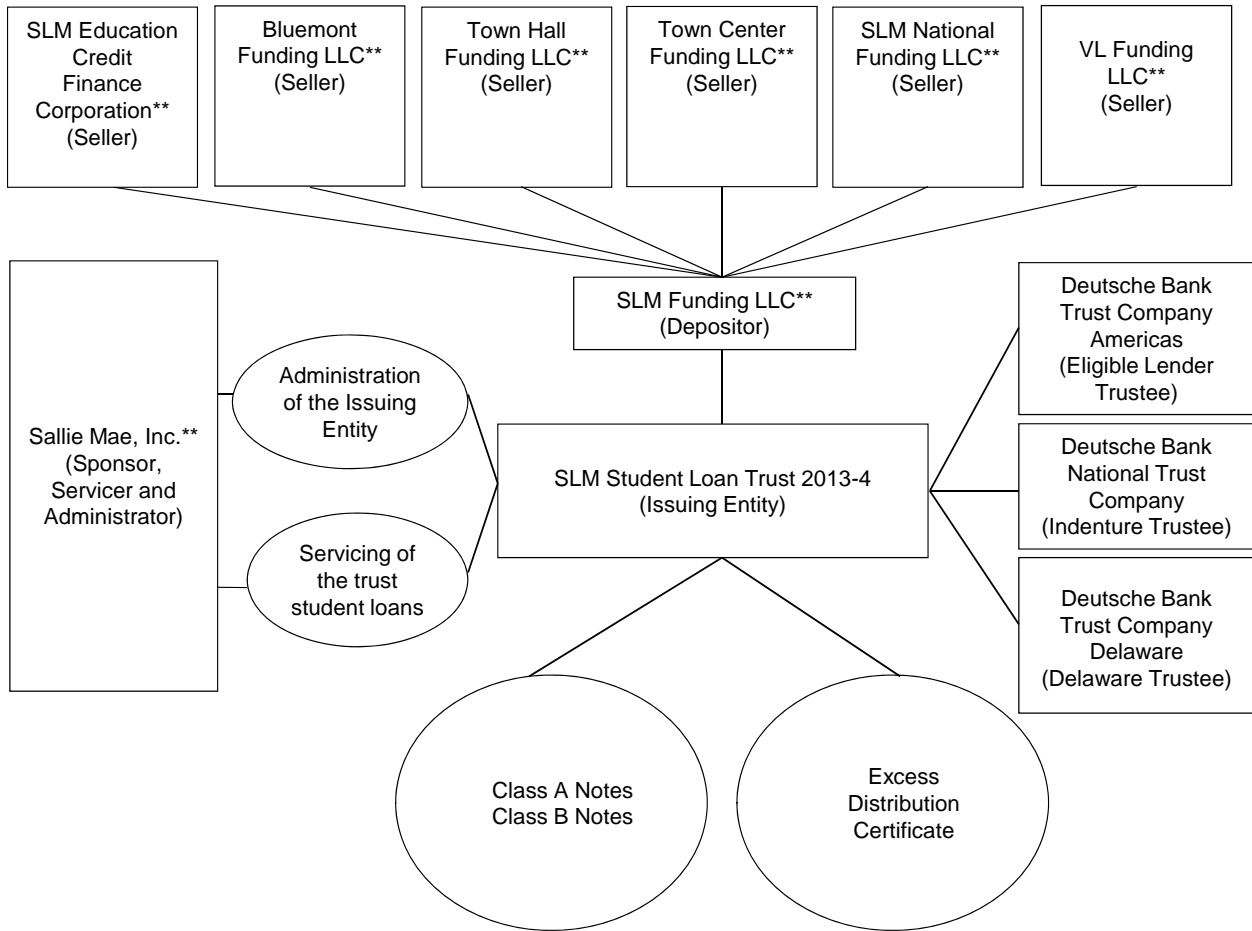 SLM Education
Credit
Finance
Corporation**
(Seller)
Bluemont
Funding LLC**
(Seller)
Town Hall
Funding LLC**
(Seller)
Town Center
Funding LLC**
(Seller)
SLM National
Funding LLC**
(Seller)
VL Funding
LLC**
(Seller)
SLM Funding LLC**
(Depositor)
Sallie Mae, Inc.**
(Sponsor,
Servicer and
Administrator)
Administration
of the Issuing
Entity
Servicing of
the trust
student loans
SLM Student Loan Trust 2013-4
(Issuing Entity)
Deutsche Bank
Trust Company
Americas
(Eligible Lender
Trustee)
Deutsche Bank
National Trust
Company
(Indenture Trustee)
Deutsche Bank
Trust Company
Delaware
(Delaware Trustee)
Class A Notes
Class B Notes
Excess
Distribution
Certificate